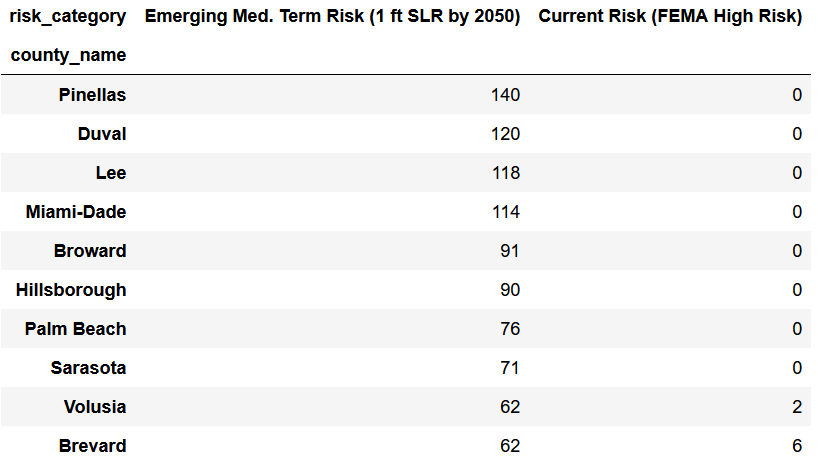 risk_category Emerging Med. Term Risk (1 ft SLR by 2050) Current Risk (FEMA High Risk)
county_name
Pinellas 140 0
Duval 120 0
Lee 118 0
Miami-Dade 114 0
Broward 91 0
Hillsborough 90 0
Palm Beach 76 0
Sarasota 71 0
Volusia 62 2
Brevard 62 6